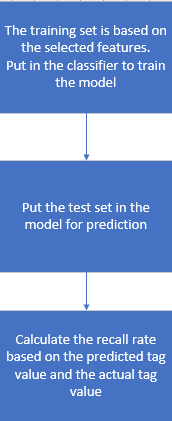 The training set is based on
the selected features.
Put in the classifier to train
the model
Put the test set in the
model for prediction
Calculate the recall rate
based on the predicted tag
value and the actual tag
value